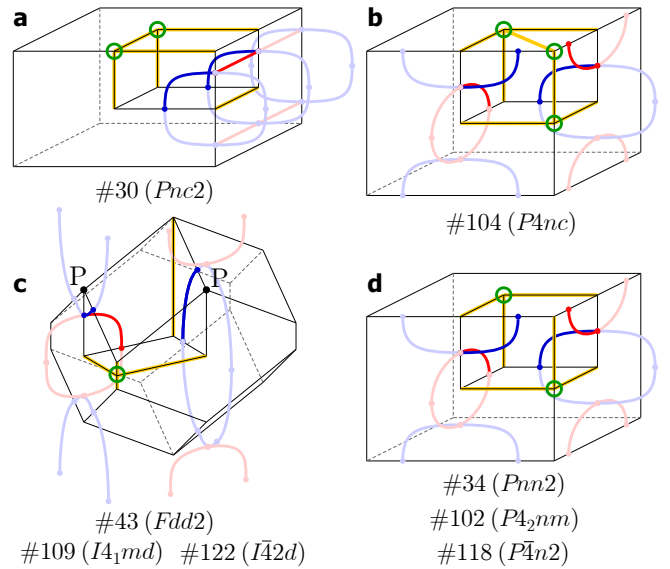 a
b
#30 (Pnc2)
#104 (P4nc)
c
P
P
d
#43 (Fdd2)
#109 (I4₁md) #122 (I4̄2d)
#34 (Pnn2)
#102 (P4₂nm)
#118 (P4̄n2)